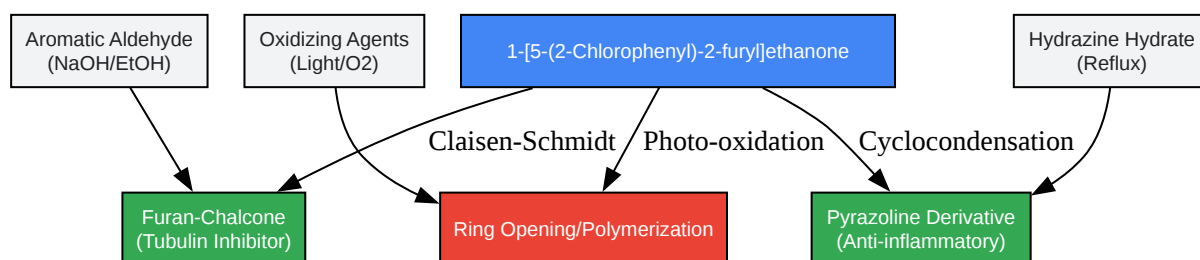 Aromatic Aldehyde
(NaOH/EtOH)
Oxidizing Agents
(Light/O2)
1-[5-(2-Chlorophenyl)-2-furyl]ethanone
Hydrazine Hydrate
(Reflux)
Claisen-Schmidt
Photo-oxidation
Cyclocondensation
Furan-Chalcone
(Tubulin Inhibitor)
Ring Opening/Polymerization
Pyrazoline Derivative
(Anti-inflammatory)